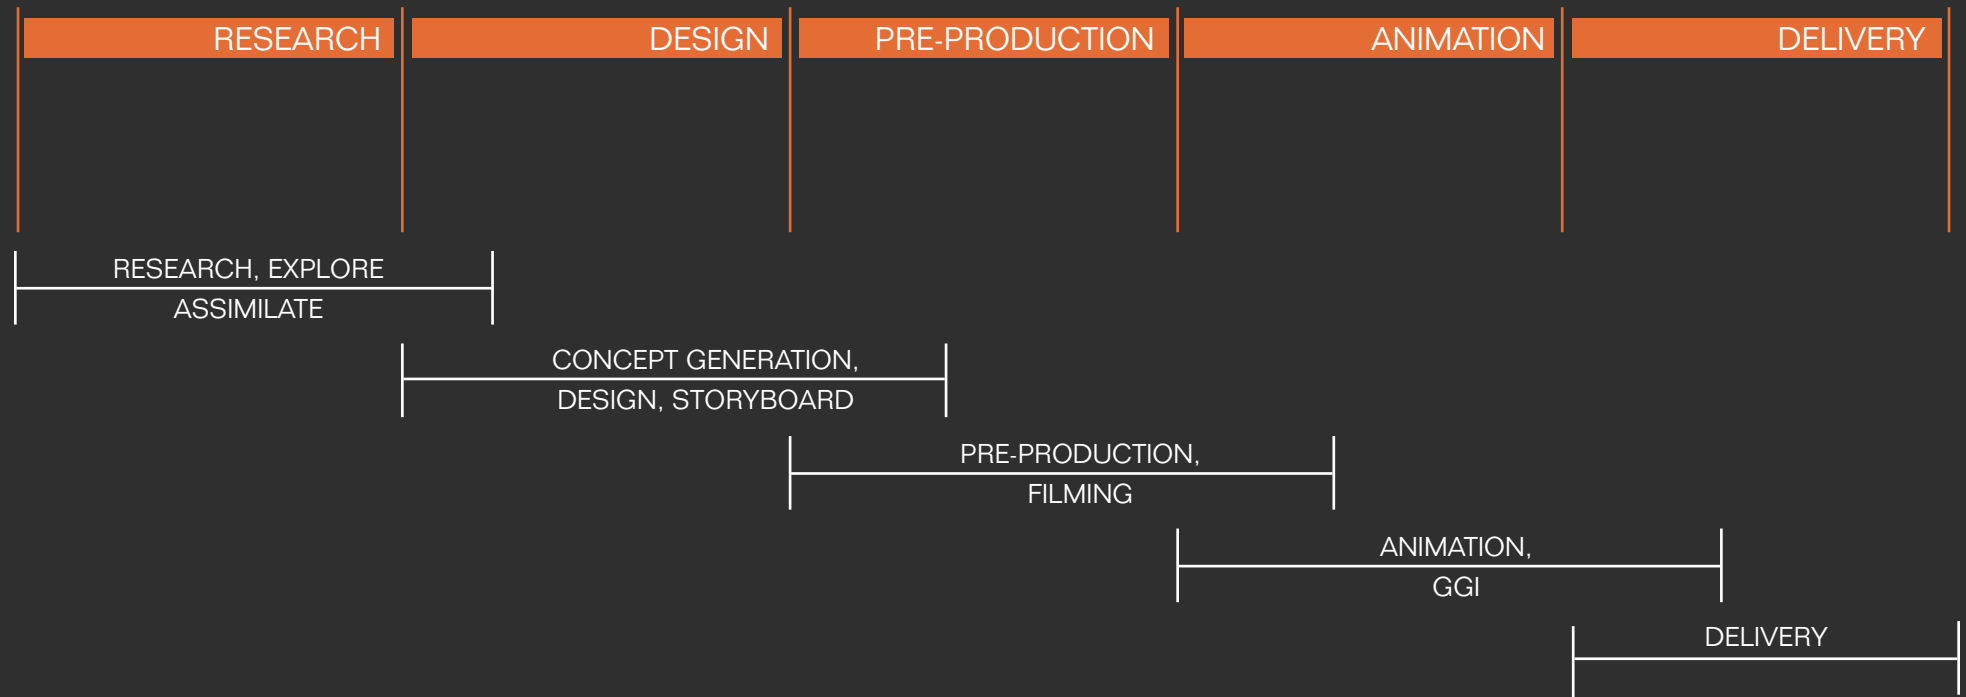 RESEARCH
DESIGN
PRE-PRODUCTION
ANIMATION
DELIVERY
RESEARCH, EXPLORE
ASSIMILATE
CONCEPT GENERATION,
DESIGN, STORYBOARD
PRE-PRODUCTION,
FILMING
ANIMATION,
GGI
DELIVERY